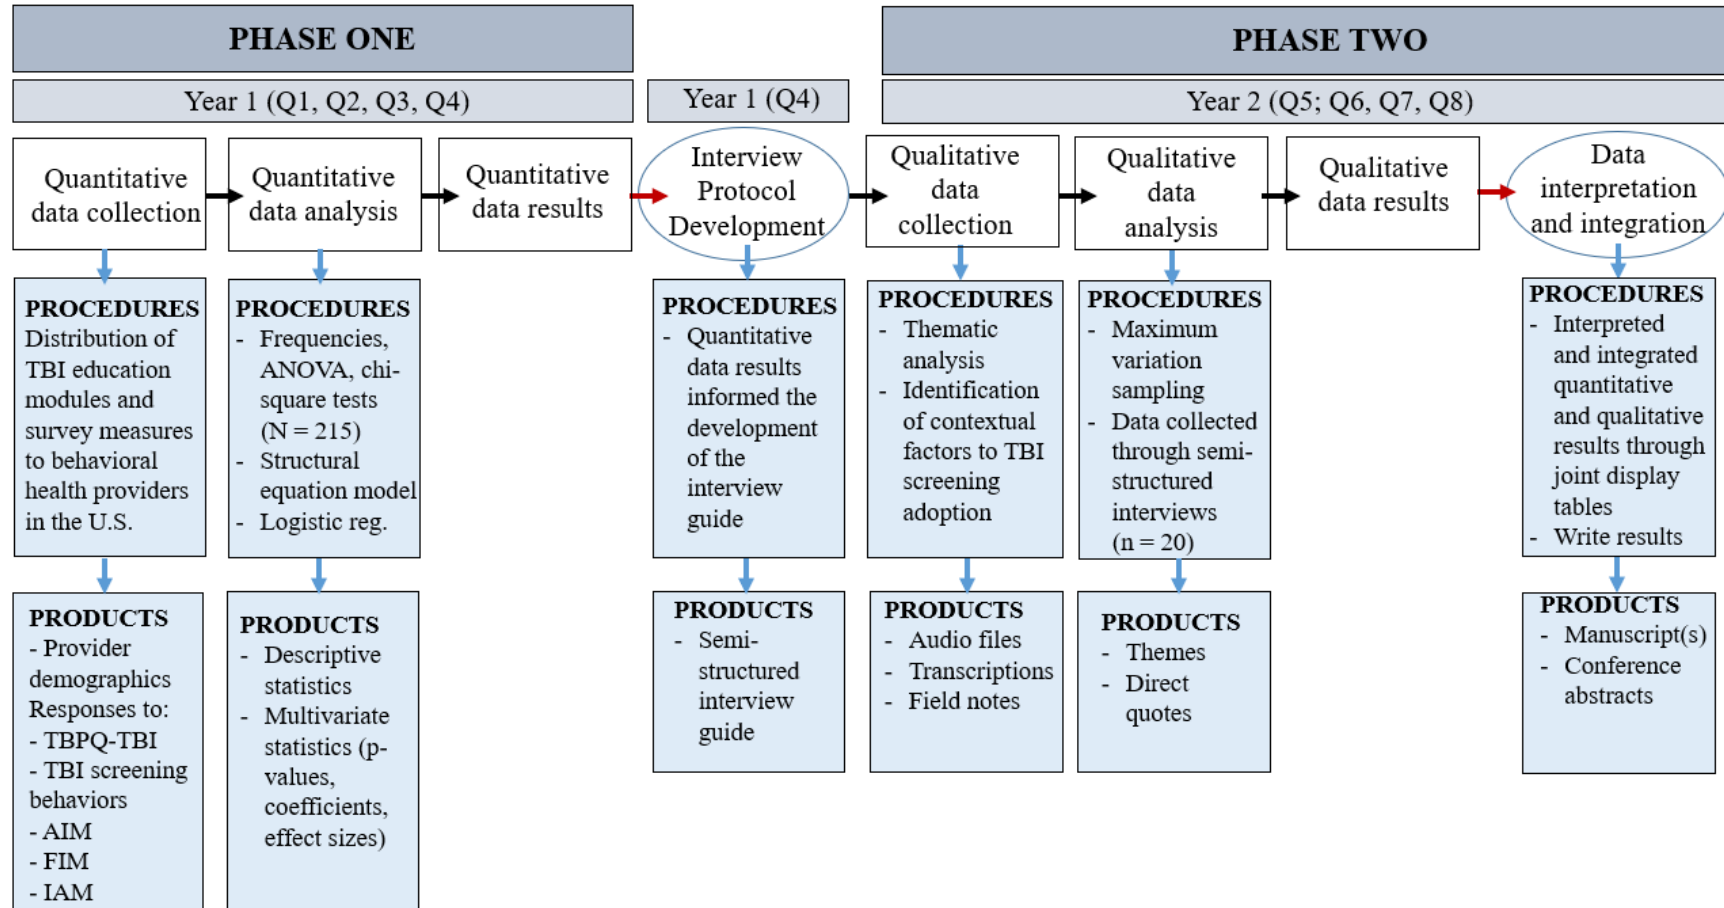 PHASE ONE
PHASE TWO
Year 1 (Q1, Q2, Q3, Q4)
Year 1 (Q4)
Year 2 (Q5; Q6, Q7, Q8)
Quantitative
data collection
Quantitative
data analysis
Quantitative
data results
Interview
Protocol
Development
Qualitative
data
collection
Qualitative
data
analysis
Qualitative
data results
Data
interpretation
and integration
PROCEDURES
Distribution of
TBI education
modules and
survey measures
to behavioral
health providers
in the U.S.
PROCEDURES
- Frequencies,
ANOVA, chi-
square tests
(N = 215)
- Structural
equation model
- Logistic reg.
PROCEDURES
- Quantitative
data results
informed the
development
of the
interview
guide
PROCEDURES
- Thematic
analysis
- Identification
of contextual
factors to TBI
screening
adoption
PROCEDURES
- Maximum
variation
sampling
- Data collected
through semi-
structured
interviews
(n = 20)
PROCEDURES
- Interpreted
and integrated
quantitative
and qualitative
results through
joint display
tables
- Write results
PRODUCTS
- Provider
demographics
Responses to:
- TBPQ-TBI
- TBI screening
behaviors
- AIM
- FIM
- IAM
PRODUCTS
- Descriptive
statistics
- Multivariate
statistics (p-
values,
coefficients,
effect sizes)
PRODUCTS
- Semi-
structured
interview
guide
PRODUCTS
- Audio files
- Transcriptions
- Field notes
PRODUCTS
- Themes
- Direct
quotes
PRODUCTS
- Manuscript(s)
- Conference
abstracts